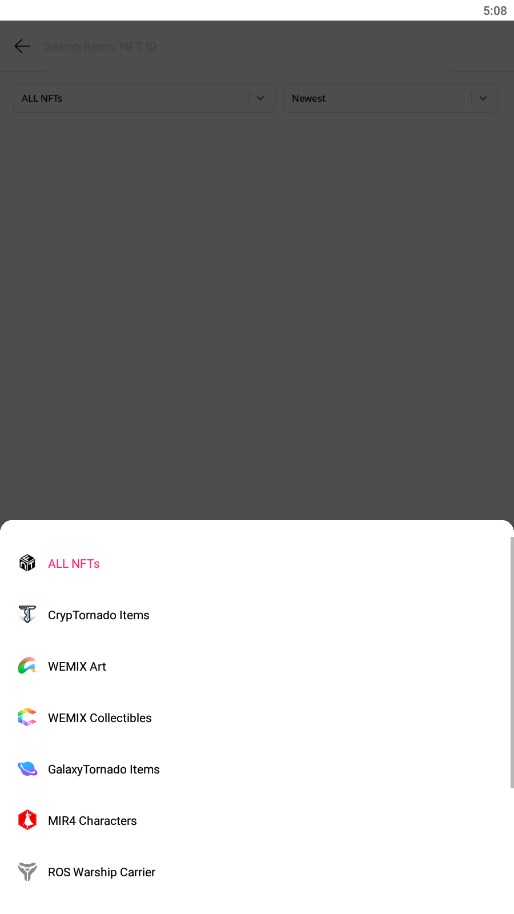 5:08
Search Items, NFT ID
ALL NFTs
Newest
ALL NFTs
CrypTornado Items
WEMIX Art
WEMIX Collectibles
GalaxyTornado Items
MIR4 Characters
ROS Warship Carrier